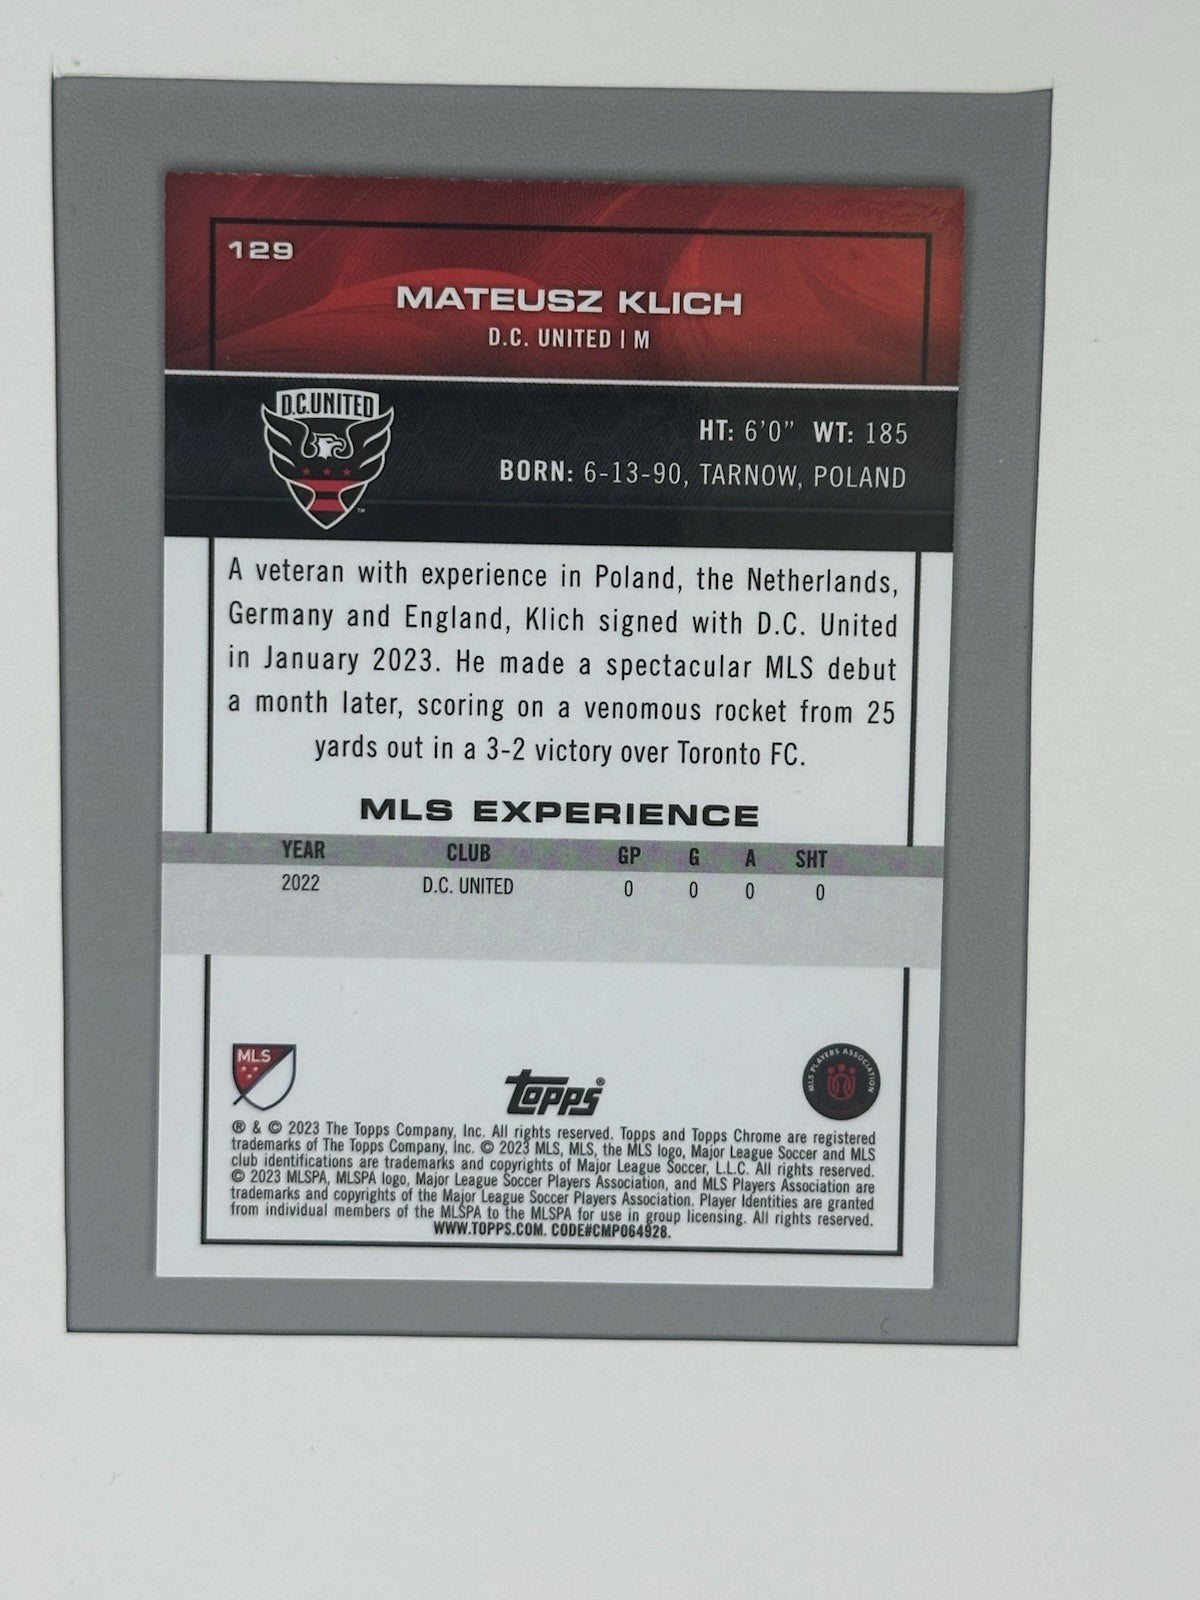 129
MATEUSZ KLICH
D.C. UNITED | M
D.C.UNITED
™
HT: 6'0" WT: 185
BORN: 6-13-90, TARNOW, POLAND
A veteran with experience in Poland, the Netherlands,
Germany and England, Klich signed with D.C. United
in January 2023. He made a spectacular MLS debut
a month later, scoring on a venomous rocket from 25
yards out in a 3-2 victory over Toronto FC.
MLS EXPERIENCE
YEAR CLUB GP G A SHT
2022 D.C. UNITED 0 0 0 0
MLS
topps®
MLS PLAYERS ASSOCIATION
® & © 2023 The Topps Company, Inc. All rights reserved. Topps and Topps Chrome are registered
trademarks of The Topps Company, Inc. © 2023 MLS, MLS, the MLS logo, Major League Soccer and MLS
club identifications are trademarks and copyrights of Major League Soccer, L.L.C. All rights reserved.
© 2023 MLSPA, MLSPA logo, Major League Soccer Players Association, and MLS Players Association are
trademarks and copyrights of the Major League Soccer Players Association. Player Identities are granted
from individual members of the MLSPA to the MLSPA for use in group licensing. All rights reserved.
WWW.TOPPS.COM. CODE#CMP064928.